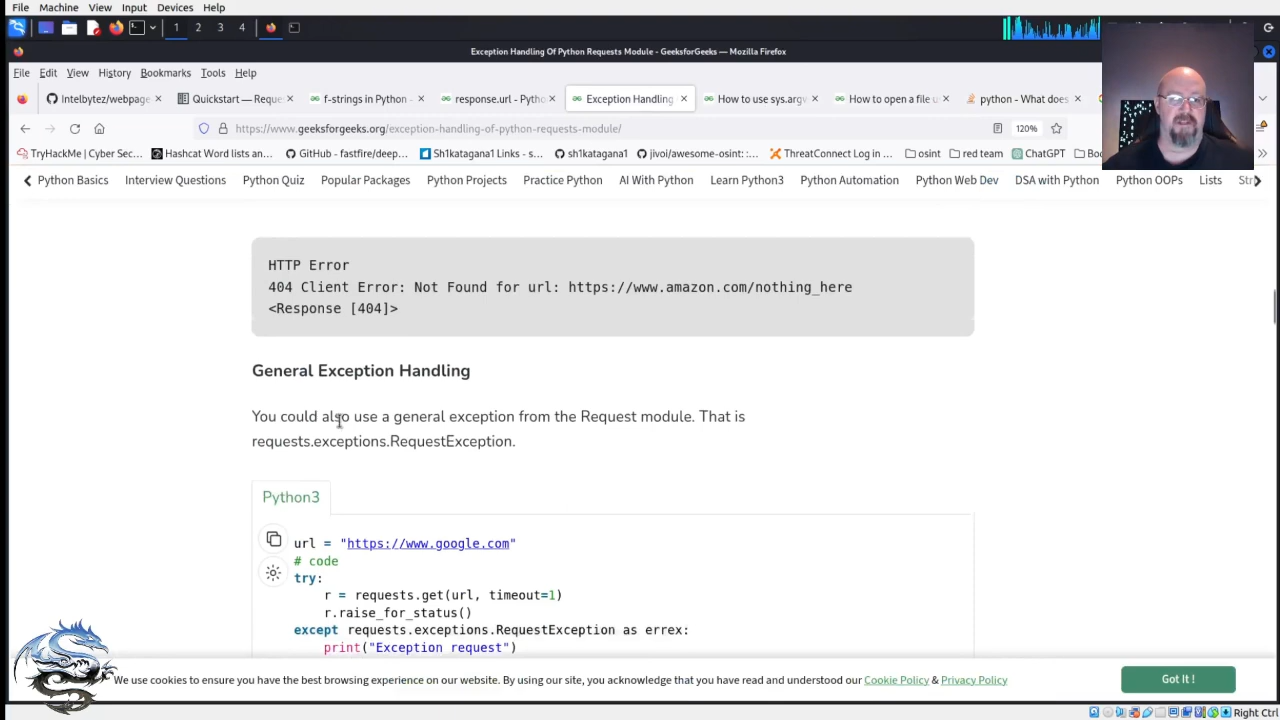 File Machine View Input Devices Help
1 2 3 4
Exception Handling Of Python Requests Module - GeeksforGeeks — Mozilla Firefox
File Edit View History Bookmarks Tools Help
Intelbytez/webpage
Quickstart — Reque
f-strings in Python -
response.url - Python
Exception Handling
How to use sys.argv
How to open a file u
python - What does
https://www.geeksforgeeks.org/exception-handling-of-python-requests-module/
120%
TryHackMe | Cyber Sec...
Hashcat Word lists an...
GitHub - fastfire/deep...
Sh1katagana1 Links - s...
sh1katagana1
jivoi/awesome-osint: :...
ThreatConnect Log in ...
osint
red team
ChatGPT
Python Basics Interview Questions Python Quiz Popular Packages Python Projects Practice Python AI With Python Learn Python3 Python Automation Python Web Dev DSA with Python Python OOPs Lists
HTTP Error
404 Client Error: Not Found for url: https://www.amazon.com/nothing_here
<Response [404]>
General Exception Handling
You could also use a general exception from the Request module. That is
requests.exceptions.RequestException.
Python3
url = "https://www.google.com"
# code
try:
r = requests.get(url, timeout=1)
r.raise_for_status()
except requests.exceptions.RequestException as errex:
print("Exception request")
We use cookies to ensure you have the best browsing experience on our website. By using our site, you acknowledge that you have read and understood our Cookie Policy & Privacy Policy
Got It !
Right Ctrl